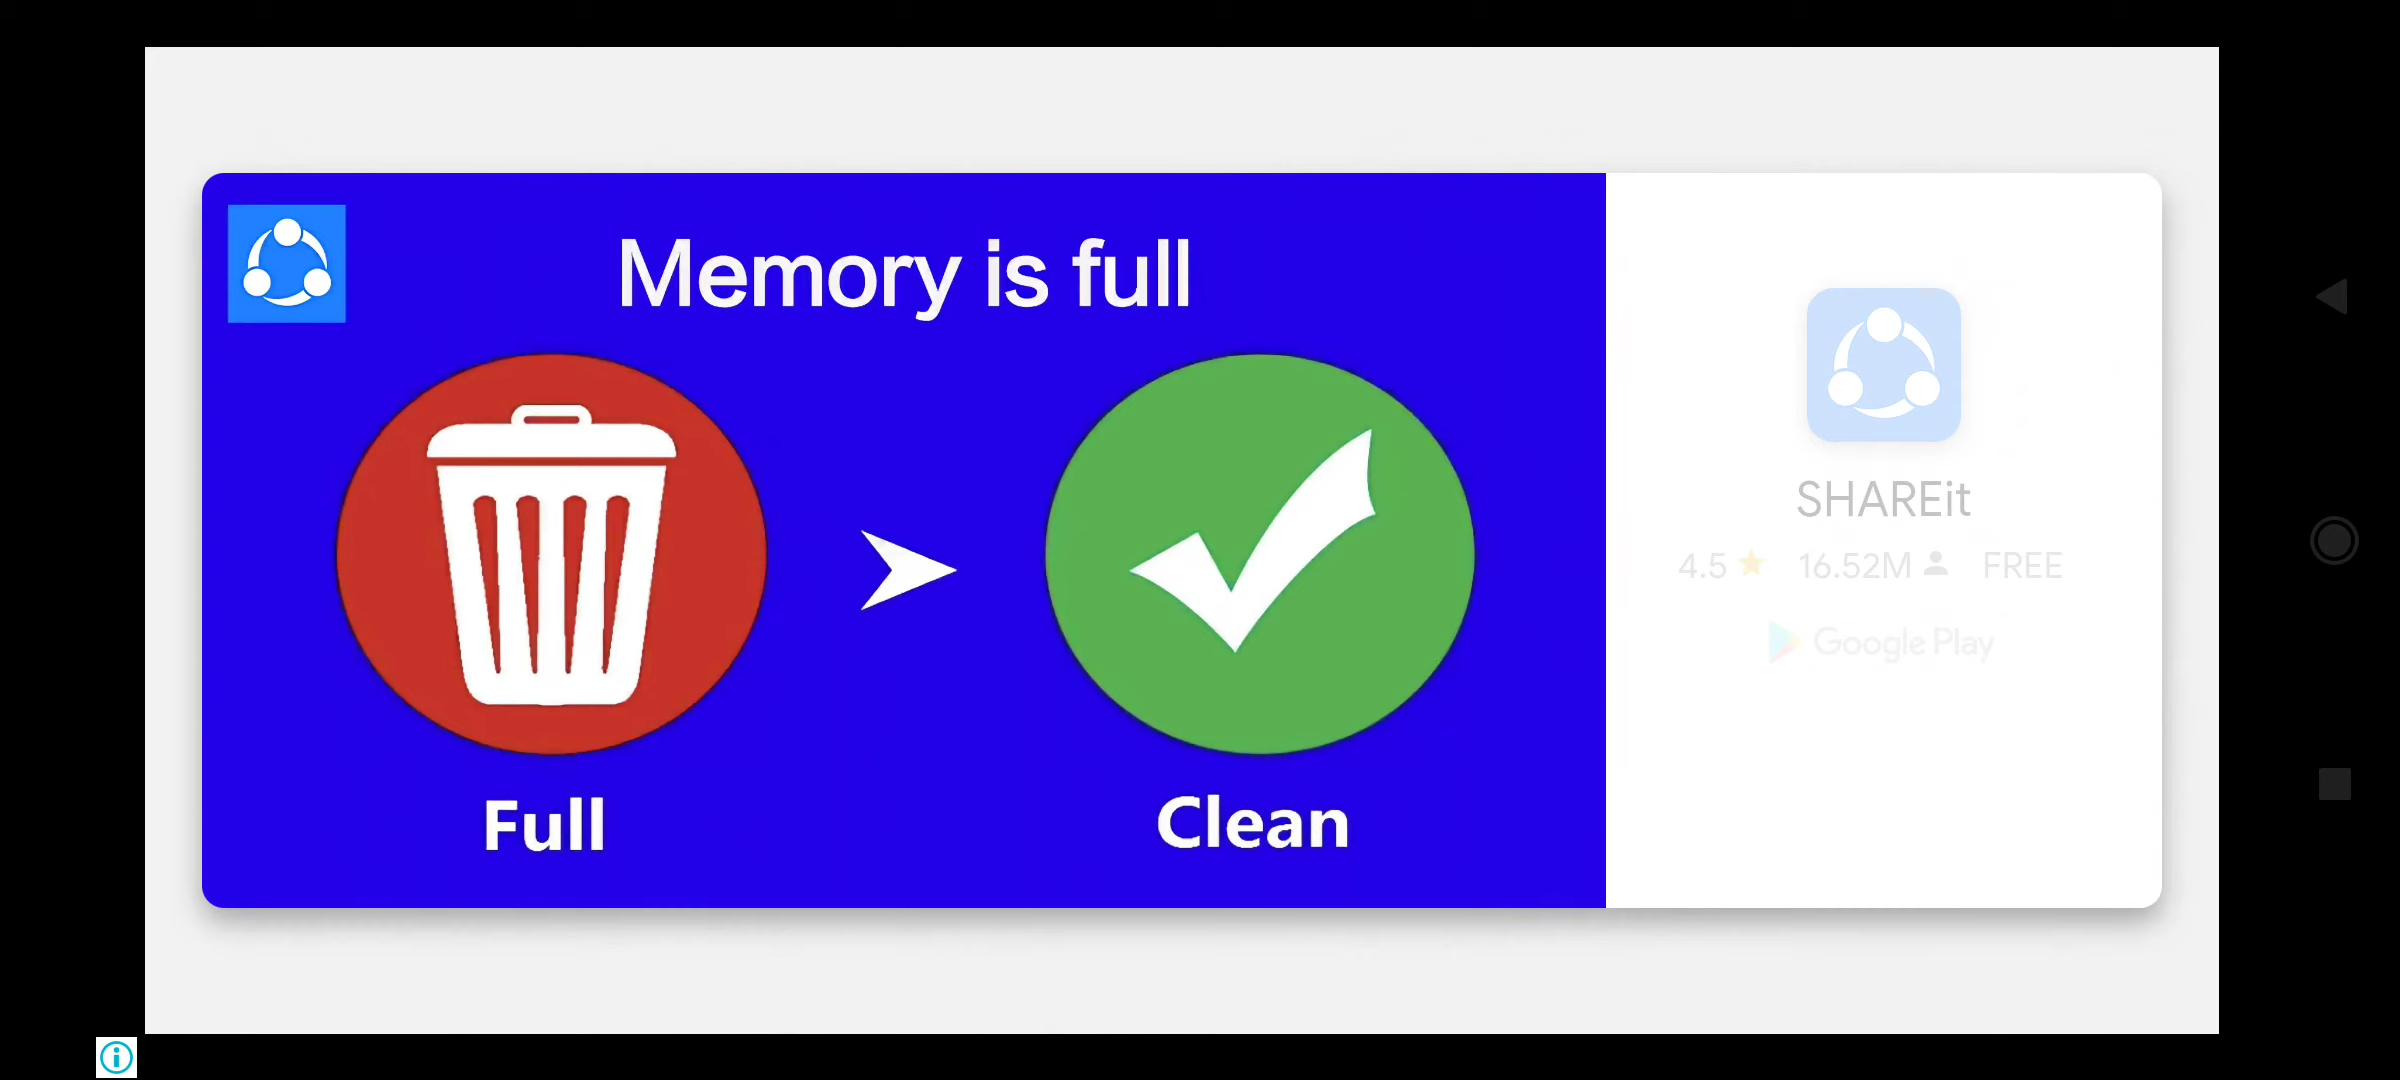 Memory is full
Full
Clean
SHAREit
4.5 16.52M FREE
Google Play